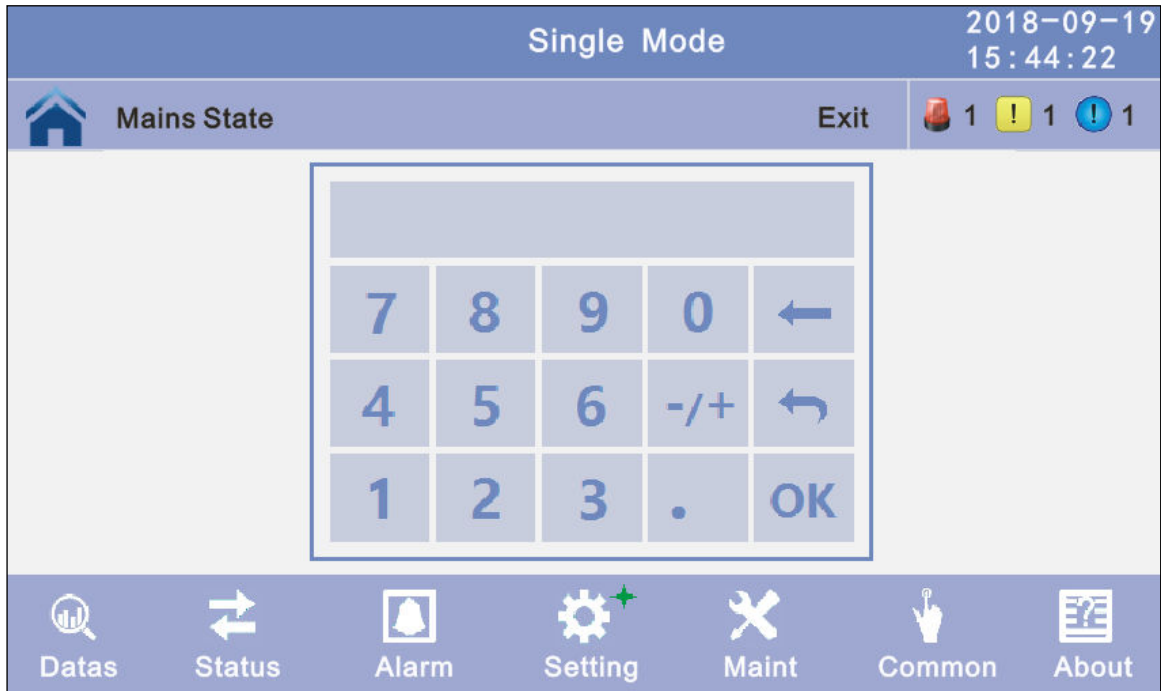 Single Mode
2018-09-19
15:44:22
Mains State
Exit
1 ! 1 ! 1
7 8 9 0
4 5 6 -/+
1 2 3 . OK
Datas Status Alarm Setting Maint Common About